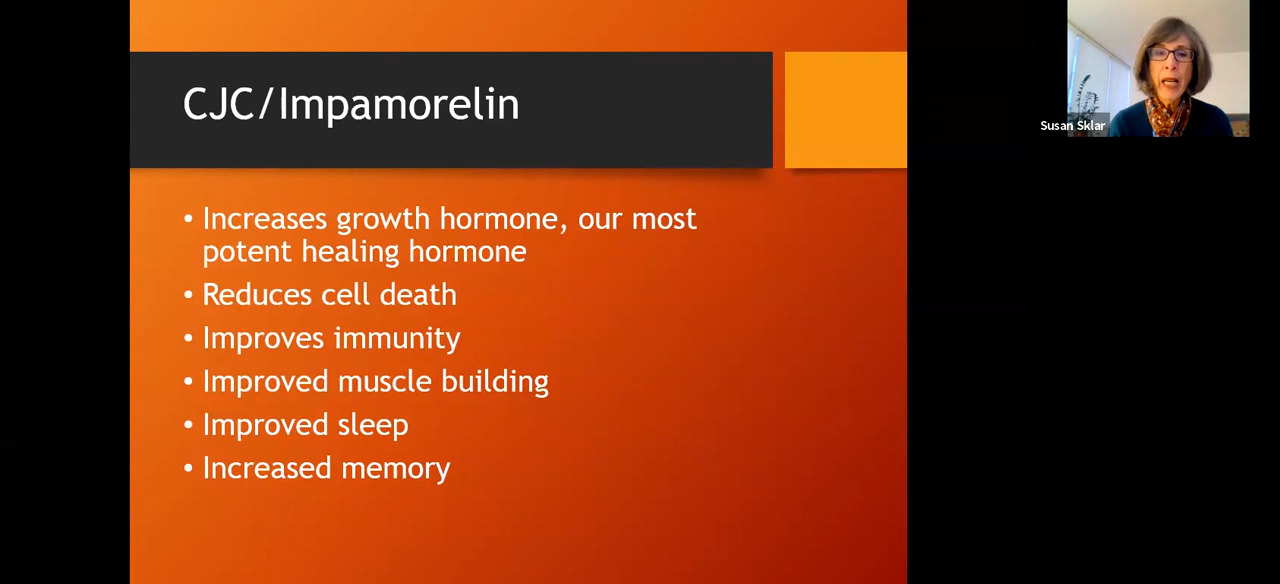 CJC/Impamorelin
• Increases growth hormone, our most
potent healing hormone
• Reduces cell death
• Improves immunity
• Improved muscle building
• Improved sleep
• Increased memory
Susan Sklar